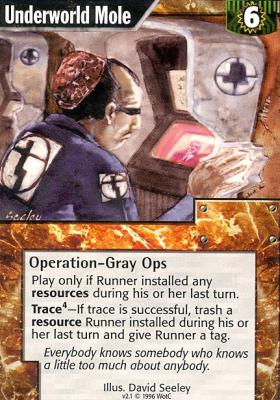 Underworld Mole
6
Seeley
Operation-Gray Ops
Play only if Runner installed any
resources during his or her last turn.
Trace4—If trace is successful, trash a
resource Runner installed during his or
her last turn and give Runner a tag.
Everybody knows somebody who knows
a little too much about anybody.
Illus. David Seeley
v2.1 © 1996 WotC